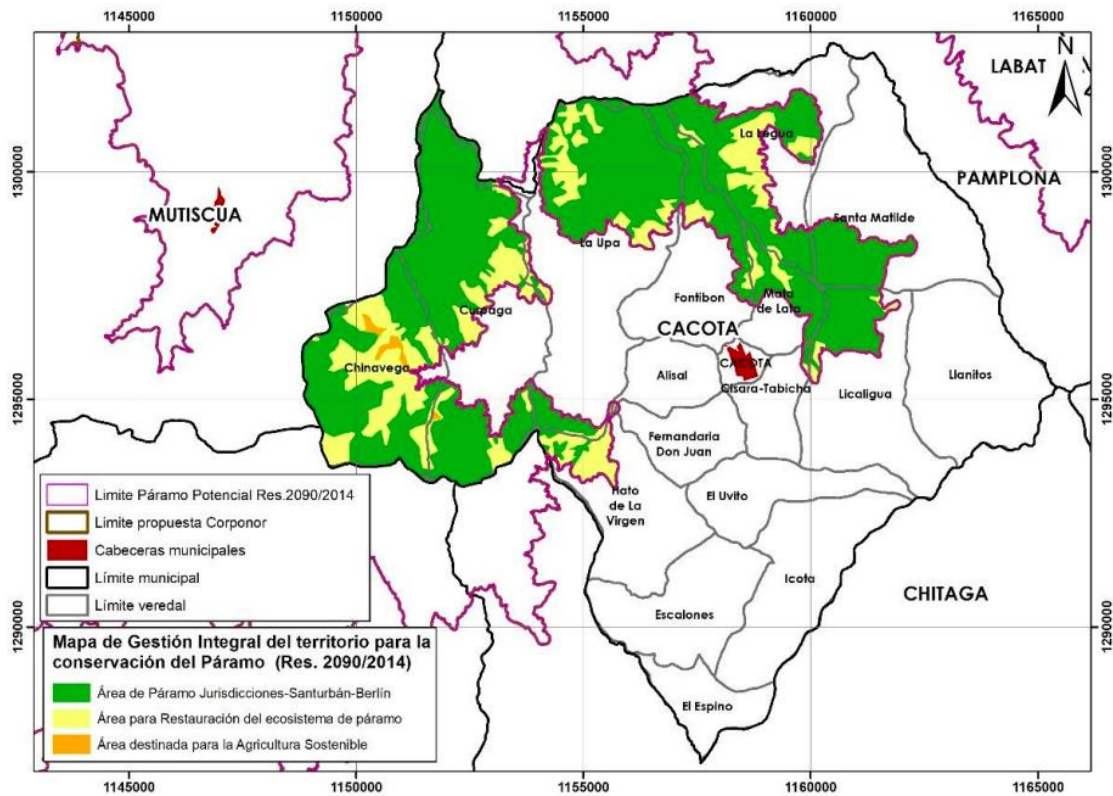 1145000 1150000 1155000 1160000 1165000
N
LABAT
1300000
1300000
La Legua
PAMPLONA
MUTISCUA
Santa Matilde
La Upa
Curpaga
Fontibon
Mata
de Lata
CACOTA
CACOTA
Chinavega
Alisal
Cisara-Tabicha
Licaligua
Llanitos
1295000
1295000
Fernandaria
Don Juan
Hato
de La
Virgen
El Uvito
Icota
CHITAGA
Escalones
1290000
1290000
El Espino
Limite Páramo Potencial Res.2090/2014
Limite propuesta Corponor
Cabeceras municipales
Límite municipal
Límite veredal
Mapa de Gestión Integral del territorio para la
conservación del Páramo (Res. 2090/2014)
Área de Páramo Jurisdicciones-Santurbán-Berlín
Área para Restauración del ecosistema de páramo
Área destinada para la Agricultura Sostenible
1145000 1150000 1155000 1160000 1165000